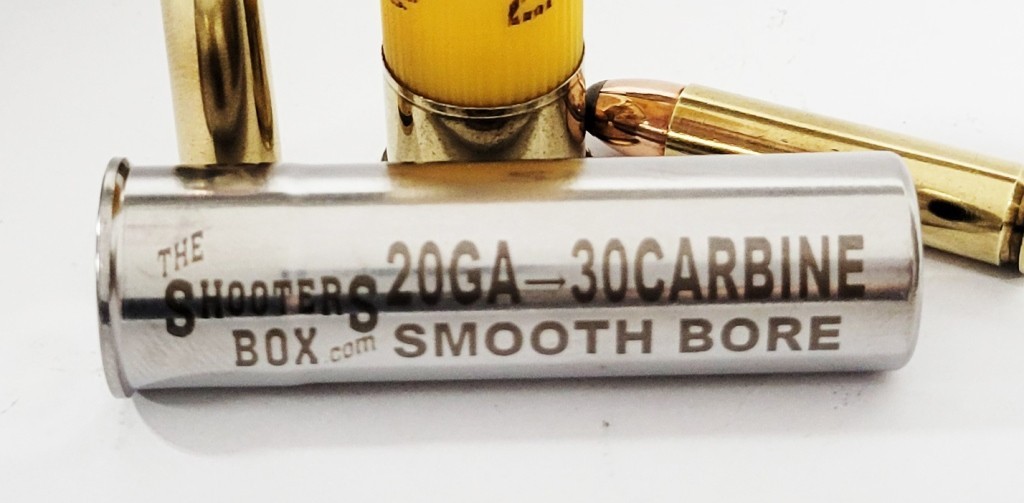 THE
SHOOTERS
BOX.com
20GA→30CARBINE
SMOOTH BORE